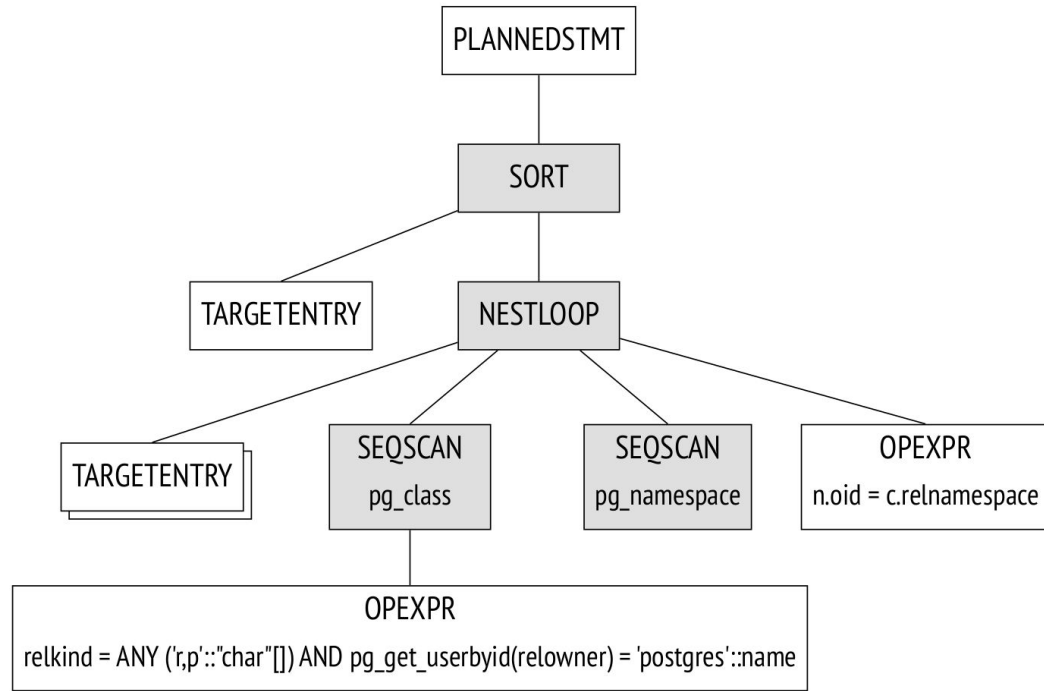 PLANNEDSTMT
SORT
TARGETENTRY
NESTLOOP
TARGETENTRY
SEQSCAN
pg_class
SEQSCAN
pg_namespace
OPEXPR
n.oid = c.relnamespace
OPEXPR
relkind = ANY ('r,p'::"char"[]) AND pg_get_userbyid(relowner) = 'postgres'::name